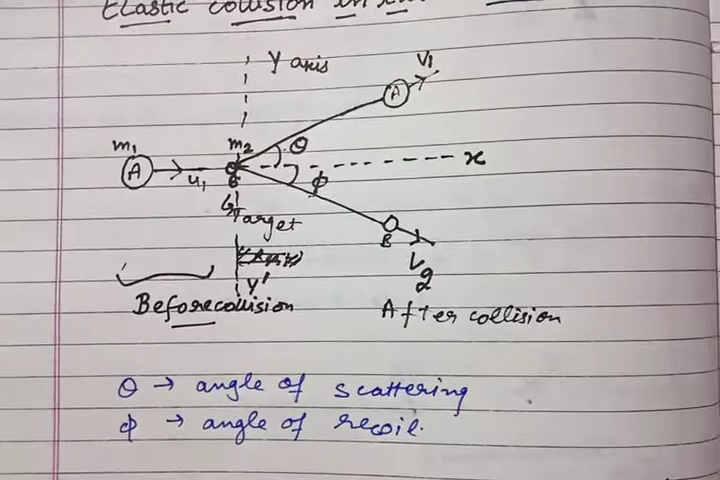 Elastic collision in
Y axis
V1
A
m1
m2
θ
A
x
u1
B
φ
Target
B
V2
Y'
Before collision
After collision
θ → angle of scattering
φ → angle of recoil.